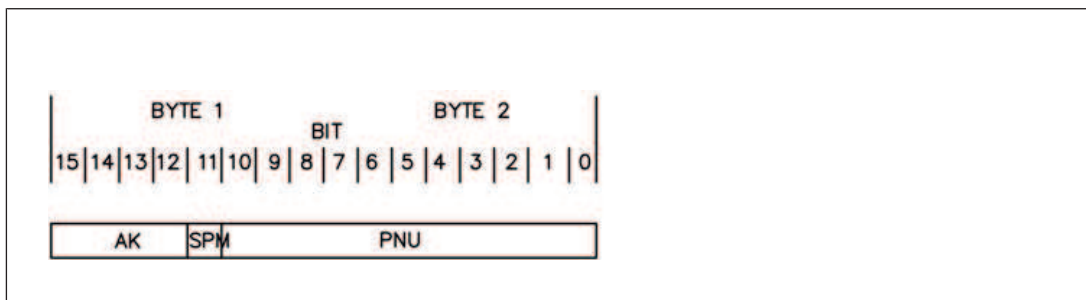 BYTE 1 BYTE 2
BIT
15 14 13 12 11 10 9 8 7 6 5 4 3 2 1 0
AK SPM PNU